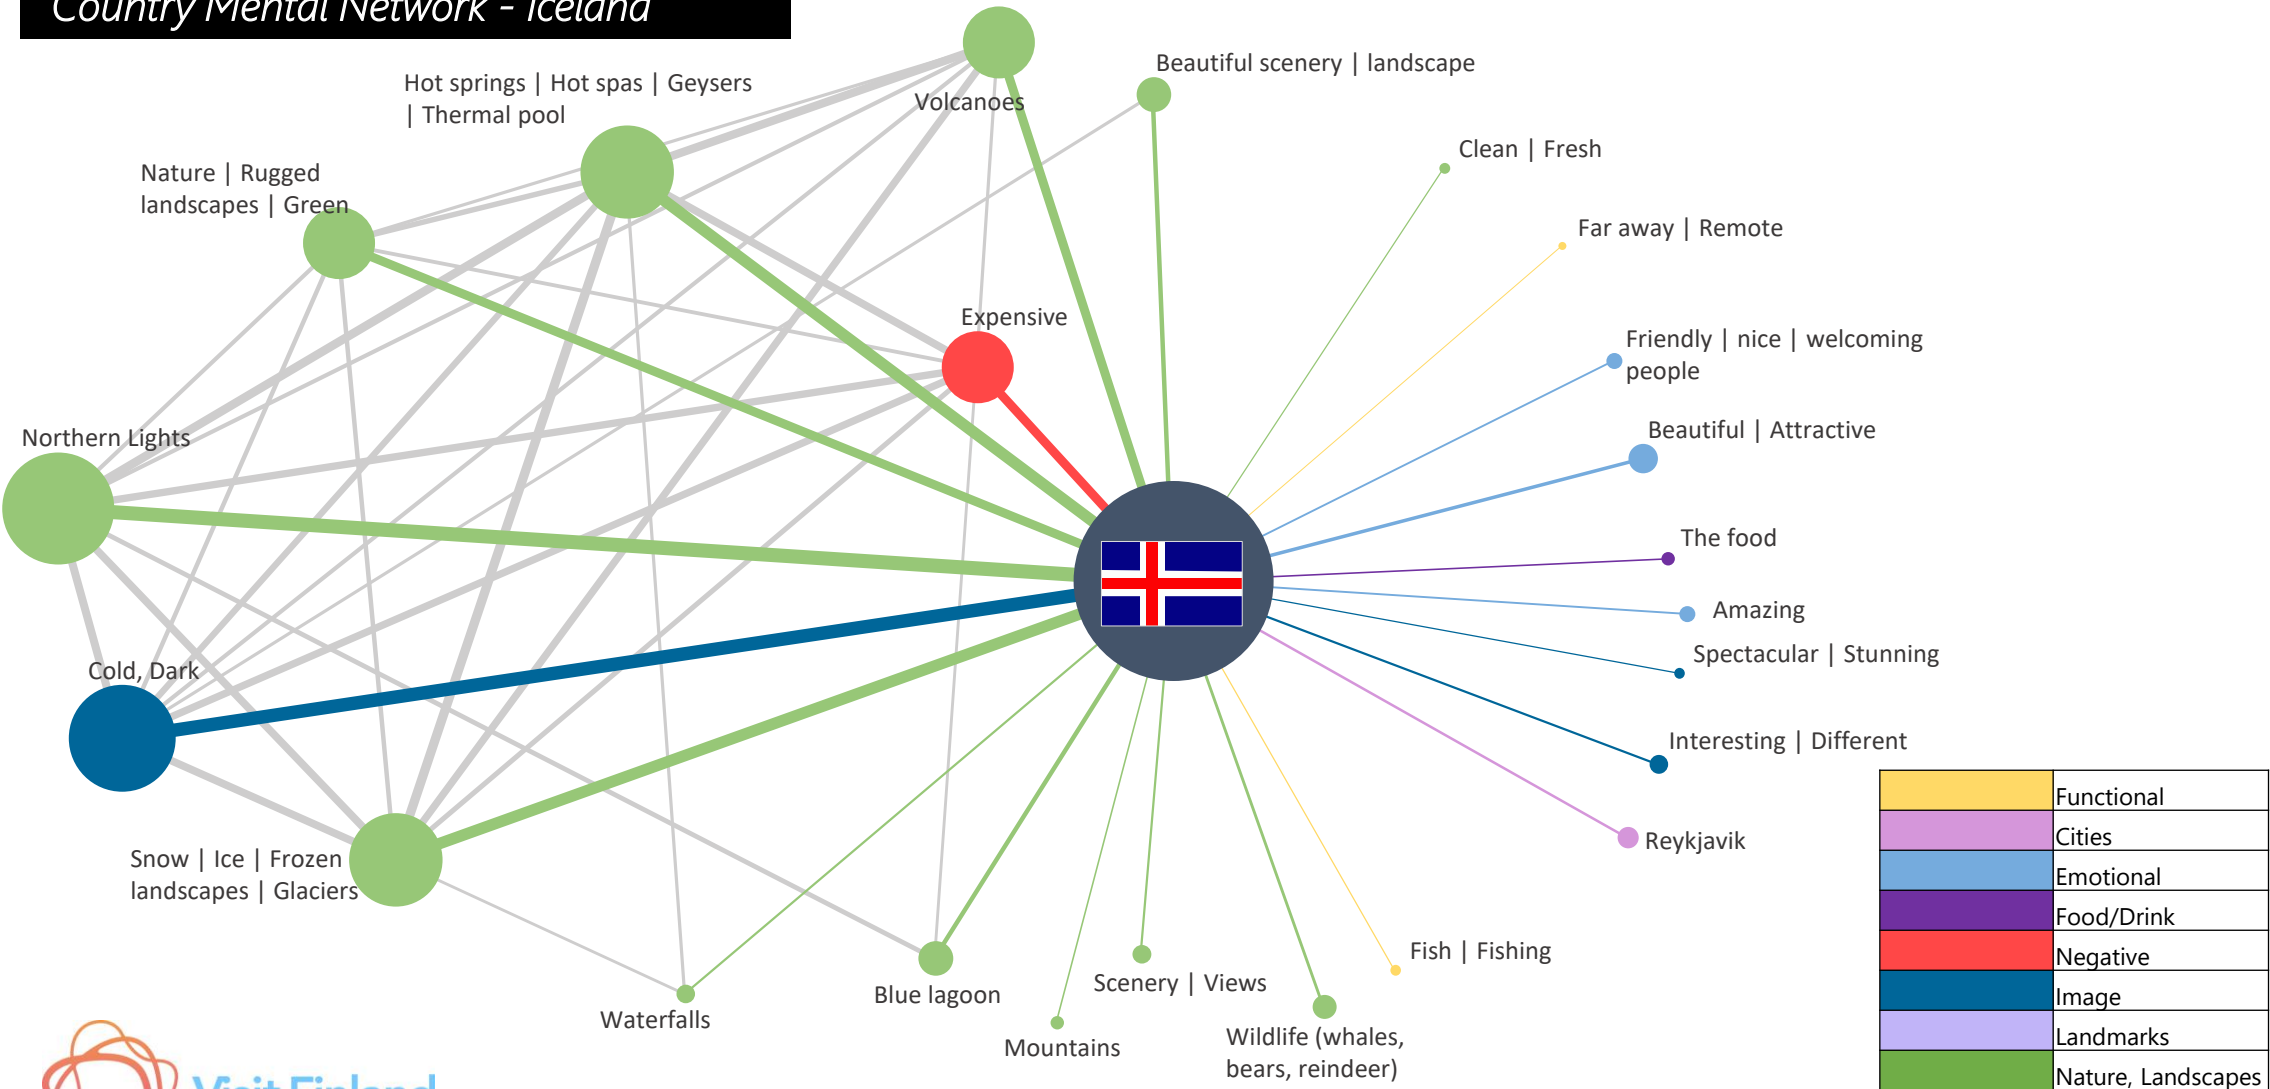 Country Mental Network - Iceland
Hot springs | Hot spas | Geysers
| Thermal pool
Volcanoes
Beautiful scenery | landscape
Clean | Fresh
Nature | Rugged
landscapes | Green
Far away | Remote
Expensive
Friendly | nice | welcoming
people
Northern Lights
Beautiful | Attractive
The food
Amazing
Cold, Dark
Spectacular | Stunning
Interesting | Different
Reykjavik
Snow | Ice | Frozen
landscapes | Glaciers
Fish | Fishing
Blue lagoon
Scenery | Views
Waterfalls
Mountains
Wildlife (whales,
bears, reindeer)
Functional
Cities
Emotional
Food/Drink
Negative
Image
Landmarks
Nature, Landscapes
Visit Finland